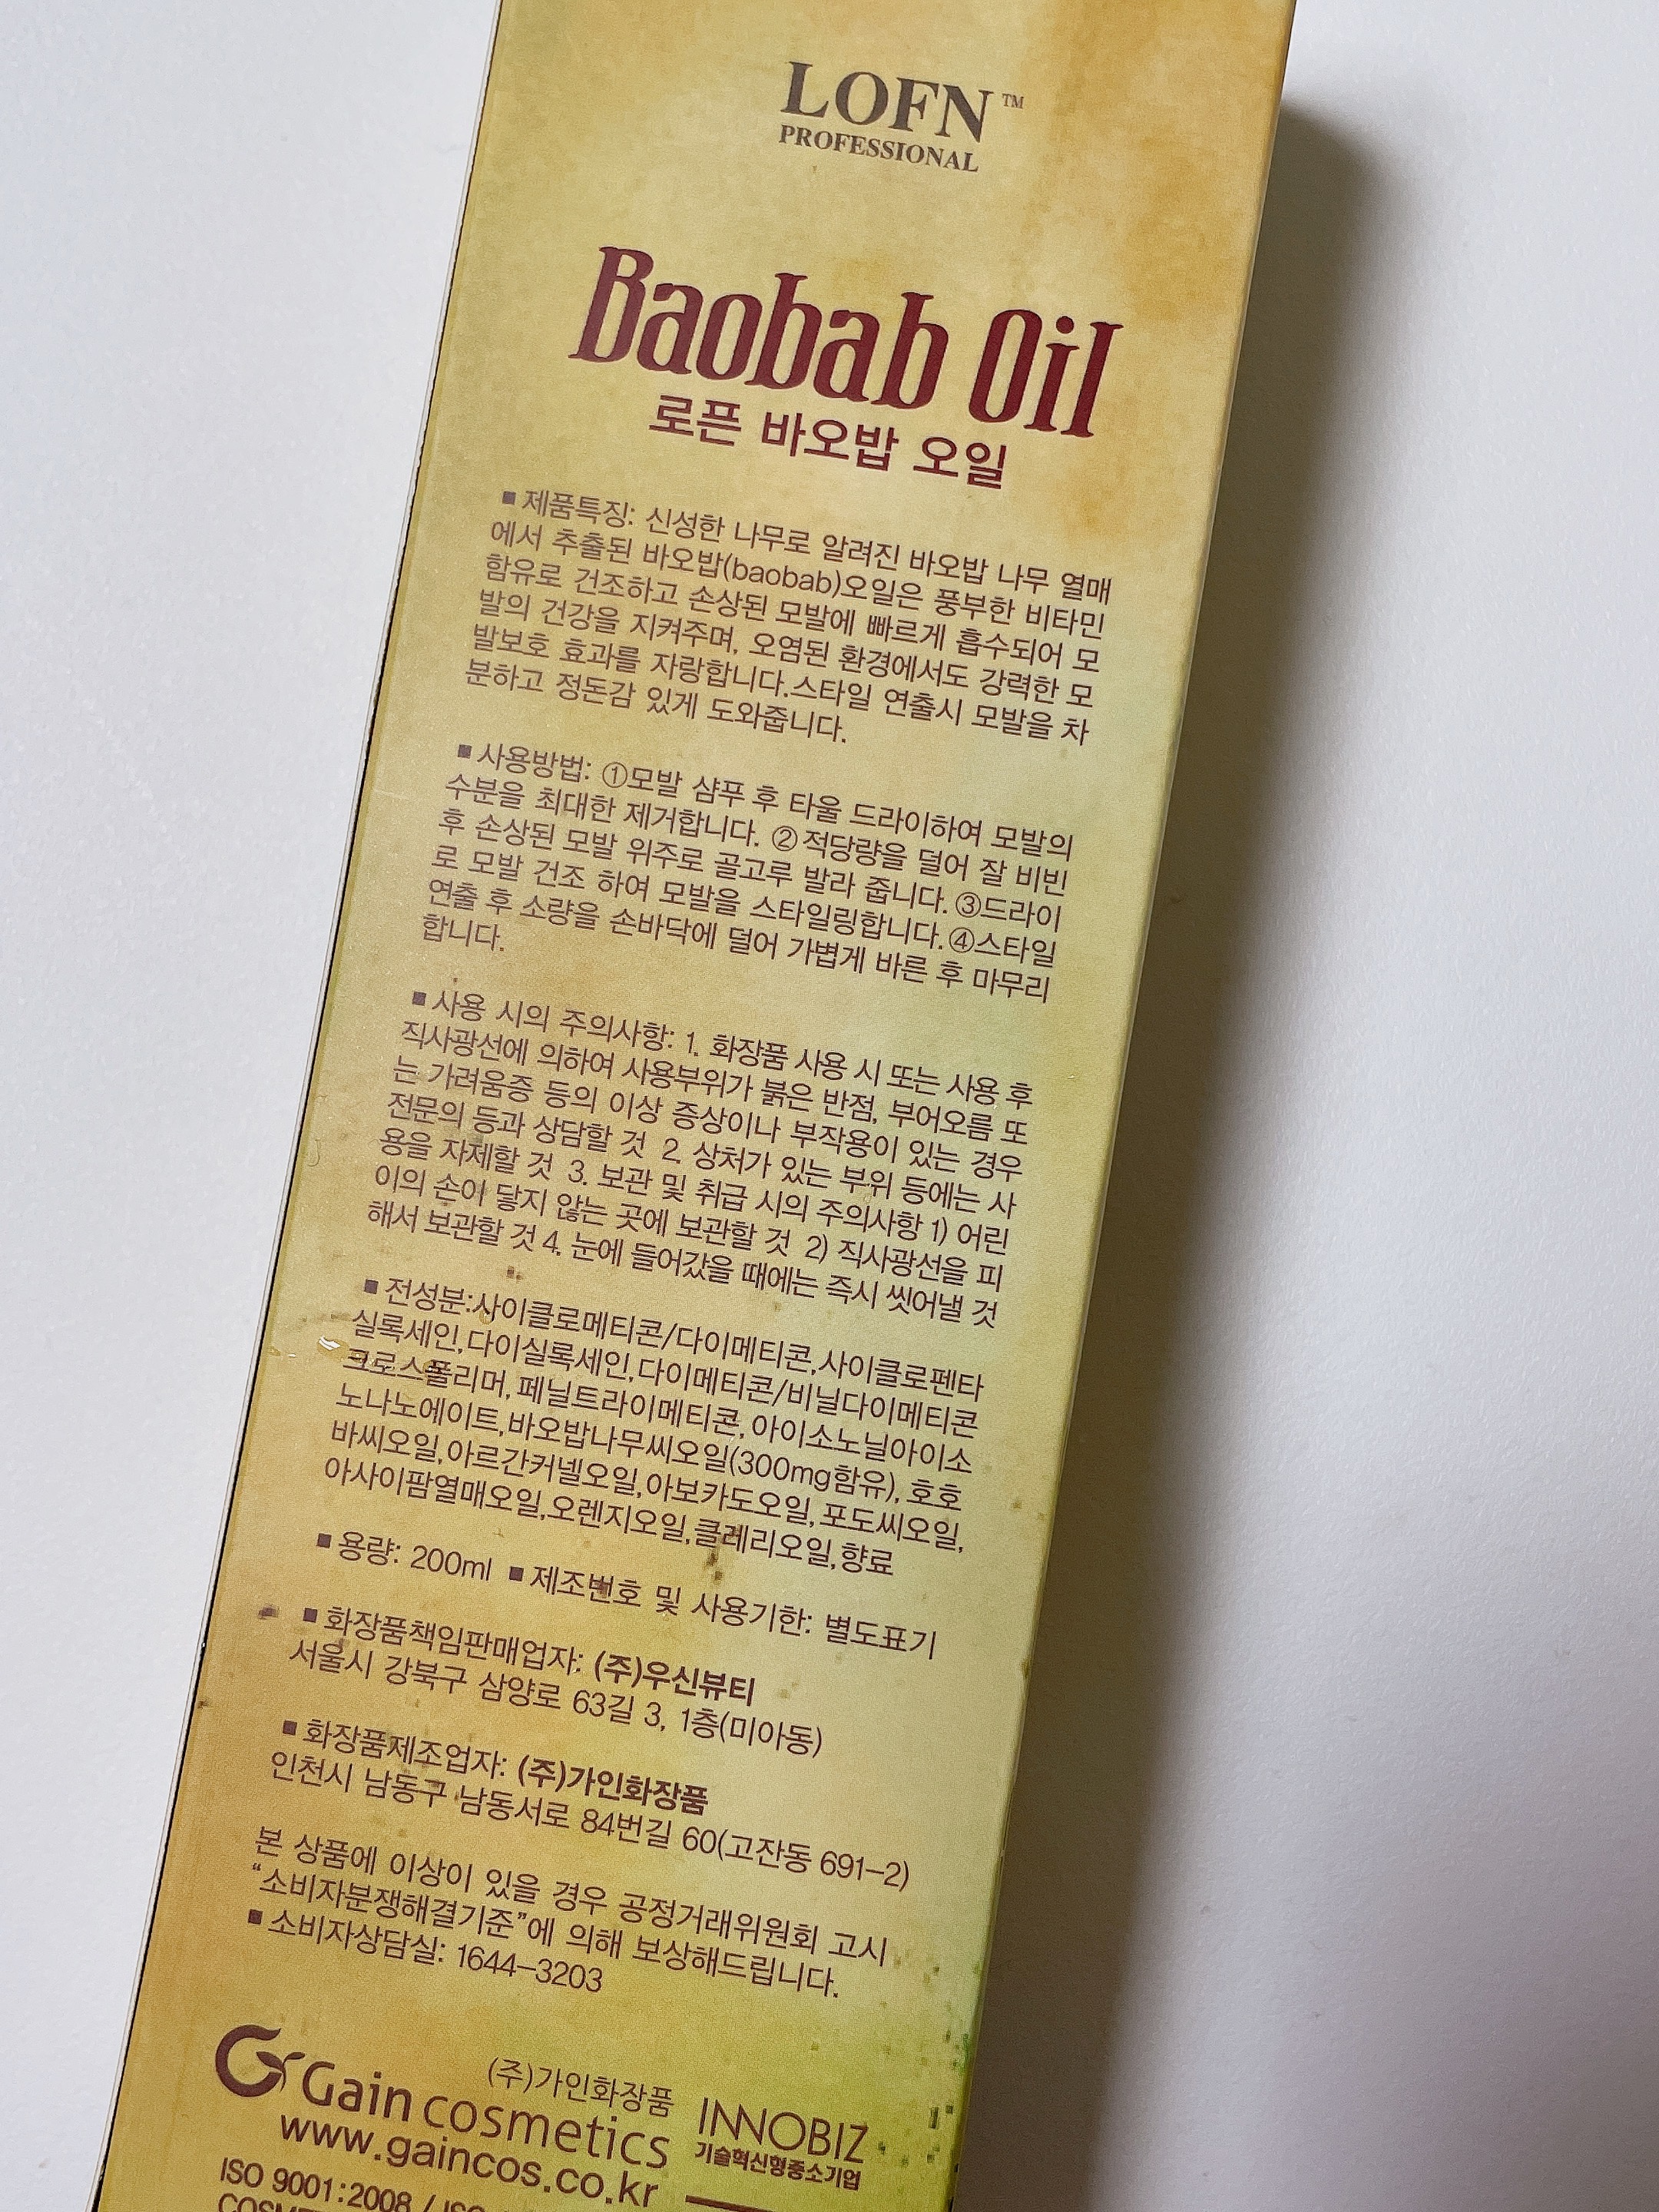 LOFN™
PROFESSIONAL
Baobab Oil
로픈 바오밥 오일
■ 제품특징: 신성한 나무로 알려진 바오밥 나무 열매
에서 추출된 바오밥(baobab)오일은 풍부한 비타민
함유로 건조하고 손상된 모발에 빠르게 흡수되어 모
발의 건강을 지켜주며, 오염된 환경에서도 강력한 모
발보호 효과를 자랑합니다.스타일 연출시 모발을 차
분하고 정돈감 있게 도와줍니다.
■ 사용방법: ①모발 샴푸 후 타울 드라이하여 모발의
수분을 최대한 제거합니다. ②적당량을 덜어 잘 비빈
후 손상된 모발 위주로 골고루 발라 줍니다. ③드라이
로 모발 건조 하여 모발을 스타일링합니다.④스타일
연출 후 소량을 손바닥에 덜어 가볍게 바른 후 마무리
합니다.
■ 사용 시의 주의사항: 1. 화장품 사용 시 또는 사용 후
직사광선에 의하여 사용부위가 붉은 반점, 부어오름 또
는 가려움증 등의 이상 증상이나 부작용이 있는 경우
전문의 등과 상담할 것 2. 상처가 있는 부위 등에는 사
용을 자제할 것 3. 보관 및 취급 시의 주의사항 1) 어린
이의 손이 닿지 않는 곳에 보관할 것 2) 직사광선을 피
해서 보관할 것 4. 눈에 들어갔을 때에는 즉시 씻어낼 것
■ 전성분:사이클로메티콘/다이메티콘,사이클로펜타
실록세인,다이실록세인,다이메티콘/비닐다이메티콘
크로스폴리머, 페닐트라이메티콘, 아이소노닐아이소
노나노에이트,바오밥나무씨오일(300mg함유), 호호
바씨오일,아르간커넬오일,아보카도오일, 포도씨오일,
아사이팜열매오일,오렌지오일,클레리오일,향료
■ 용량: 200ml ■ 제조번호 및 사용기한: 별도표기
■ 화장품책임판매업자: (주)우신뷰티
서울시 강북구 삼양로 63길 3, 1층(미아동)
■ 화장품제조업자: (주)가인화장품
인천시 남동구 남동서로 84번길 60(고잔동 691-2)
본 상품에 이상이 있을 경우 공정거래위원회 고시
“소비자분쟁해결기준”에 의해 보상해드립니다.
■ 소비자상담실: 1644-3203
(주)가인화장품
Gain cosmetics
www.gaincos.co.kr
INNOBIZ
기술혁신형중소기업
ISO 9001:2008 /